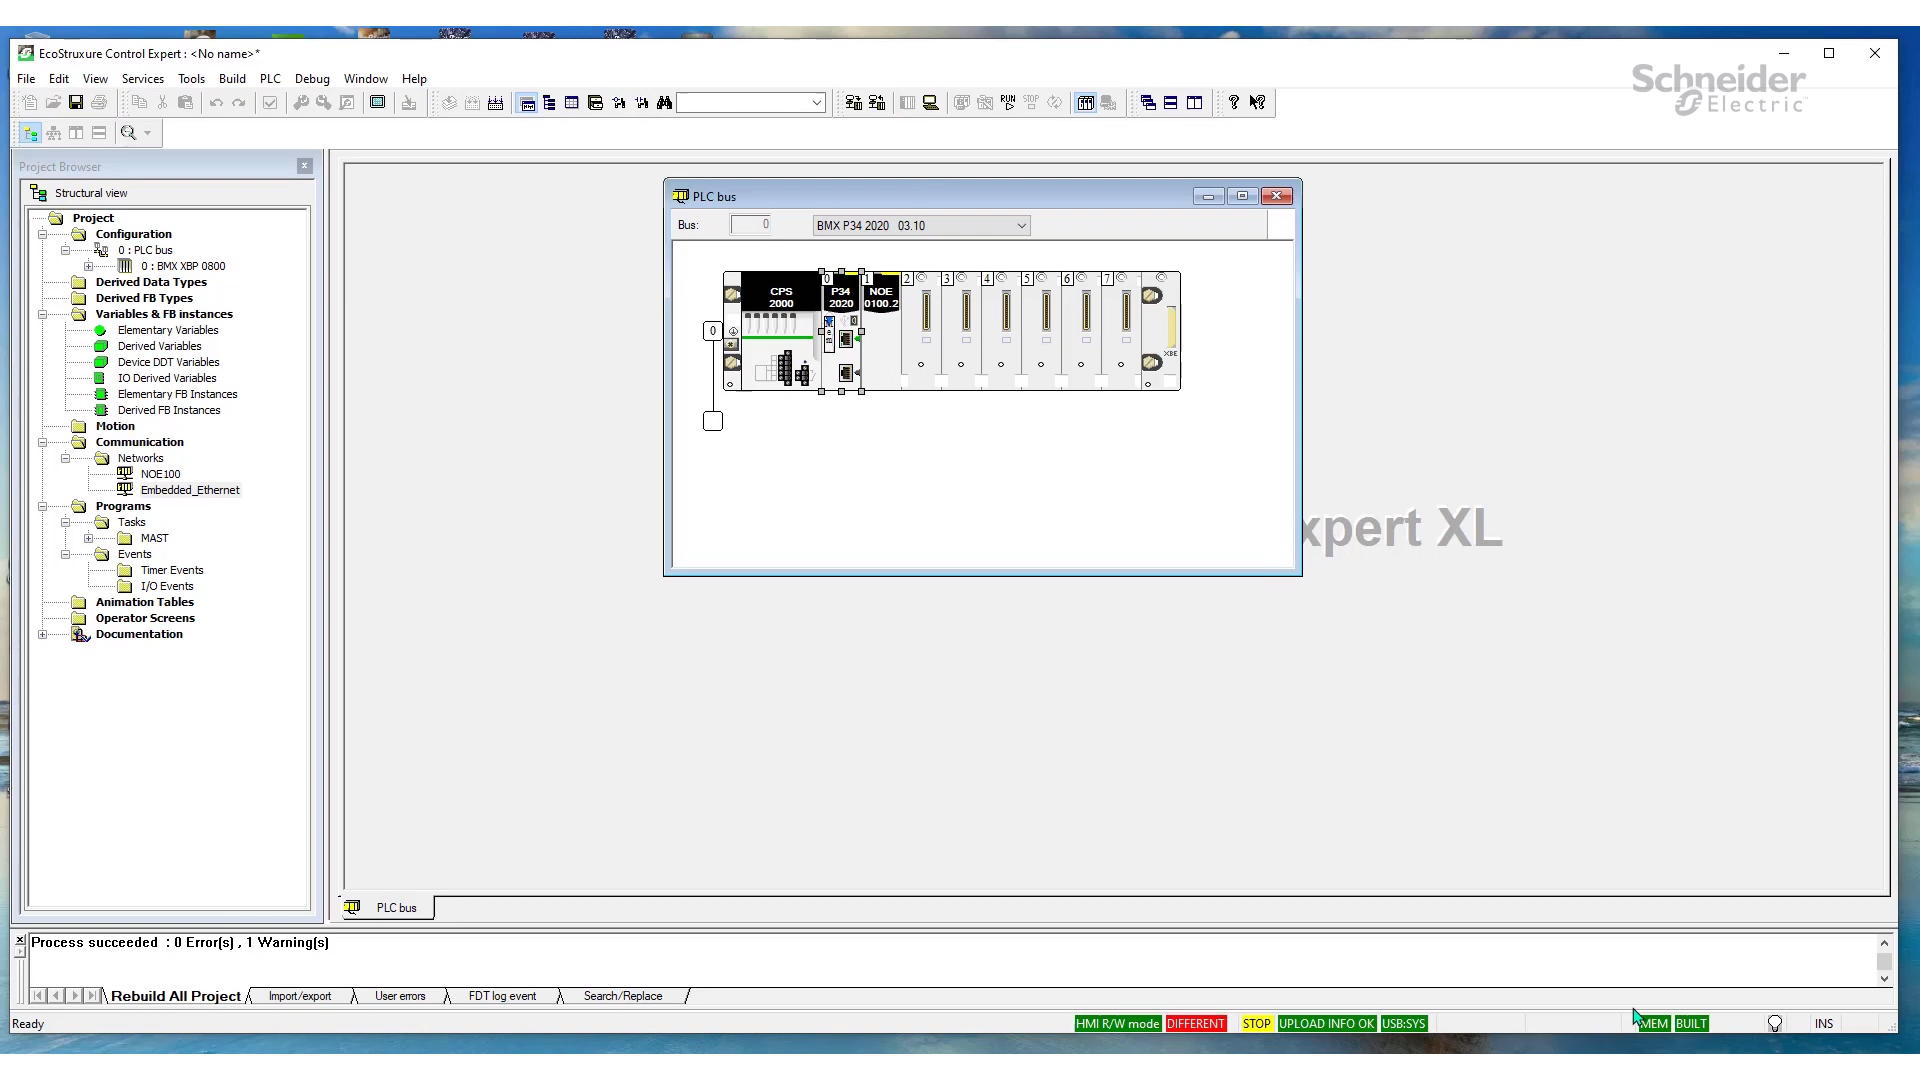 EcoStruxure Control Expert : <No name>*
File Edit View Services Tools Build PLC Debug Window Help
Schneider
Electric
RUN STOP
Project Browser
Structural view
Project
Configuration
0 : PLC bus
0 : BMX XBP 0800
Derived Data Types
Derived FB Types
Variables & FB instances
Elementary Variables
Derived Variables
Device DDT Variables
IO Derived Variables
Elementary FB Instances
Derived FB Instances
Motion
Communication
Networks
NOE100
Embedded_Ethernet
Programs
Tasks
MAST
Events
Timer Events
I/O Events
Animation Tables
Operator Screens
Documentation
PLC bus
Bus: 0 BMX P34 2020 03.10
0 1 2 3 4 5 6 7
CPS P34 NOE
2000 2020 0100.2
0
XBE
xpert XL
PLC bus
Process succeeded : 0 Error(s) , 1 Warning(s)
Rebuild All Project Import/export User errors FDT log event Search/Replace
Ready HMI R/W mode DIFFERENT STOP UPLOAD INFO OK USB:SYS MEM BUILT INS